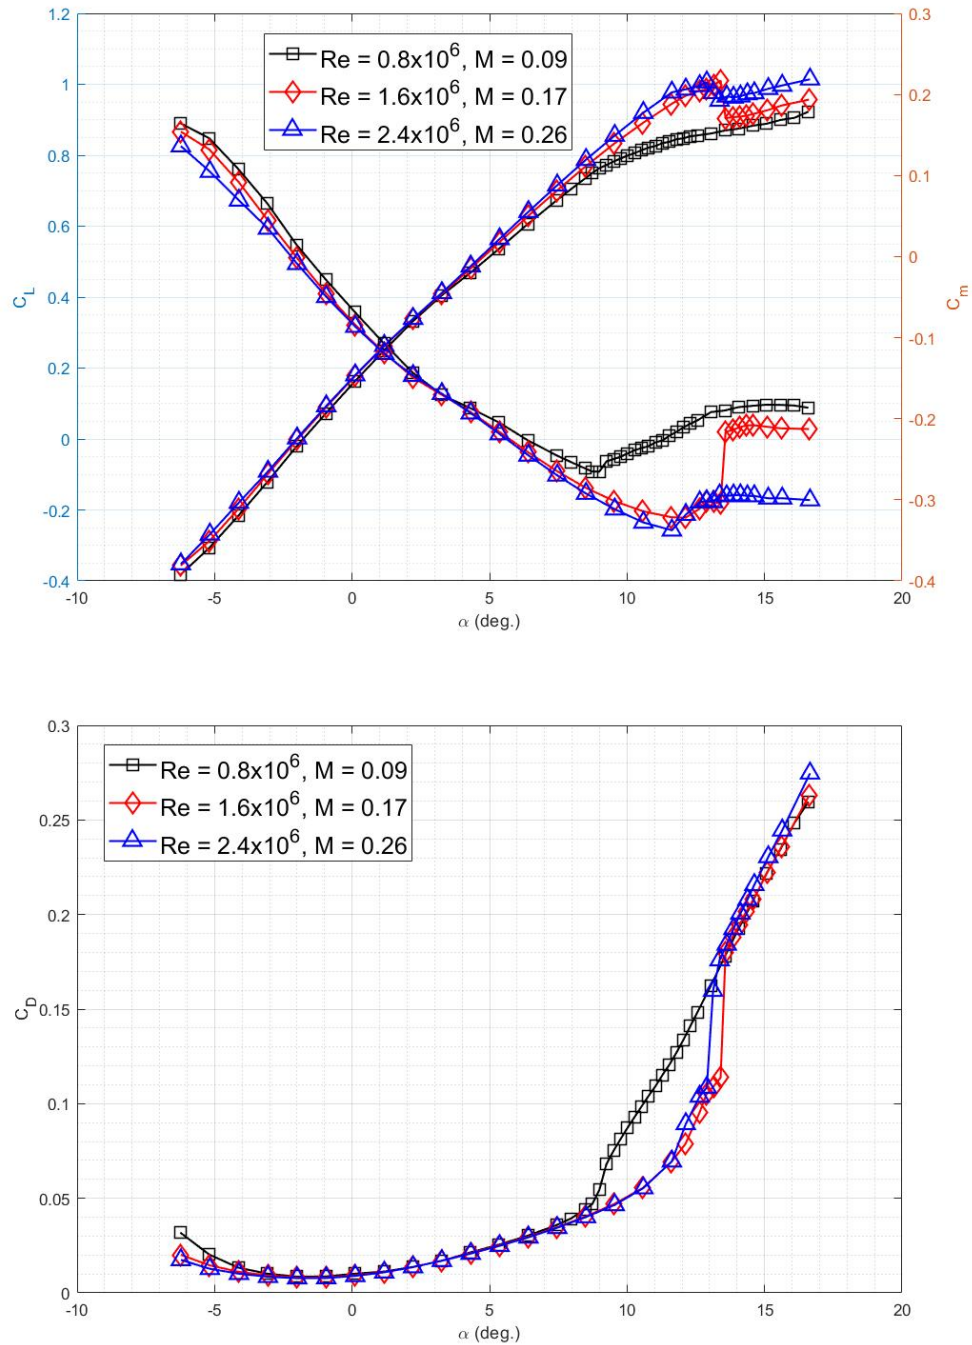 1.2
1
0.8
0.6
0.4
0.2
0
-0.2
-0.4
C_L
0.3
0.2
0.1
0
-0.1
-0.2
-0.3
-0.4
C_m
Re = 0.8x10^6, M = 0.09
Re = 1.6x10^6, M = 0.17
Re = 2.4x10^6, M = 0.26
-10 -5 0 5 10 15 20
α (deg.)
0.3
0.25
0.2
0.15
0.1
0.05
0
C_D
Re = 0.8x10^6, M = 0.09
Re = 1.6x10^6, M = 0.17
Re = 2.4x10^6, M = 0.26
-10 -5 0 5 10 15 20
α (deg.)